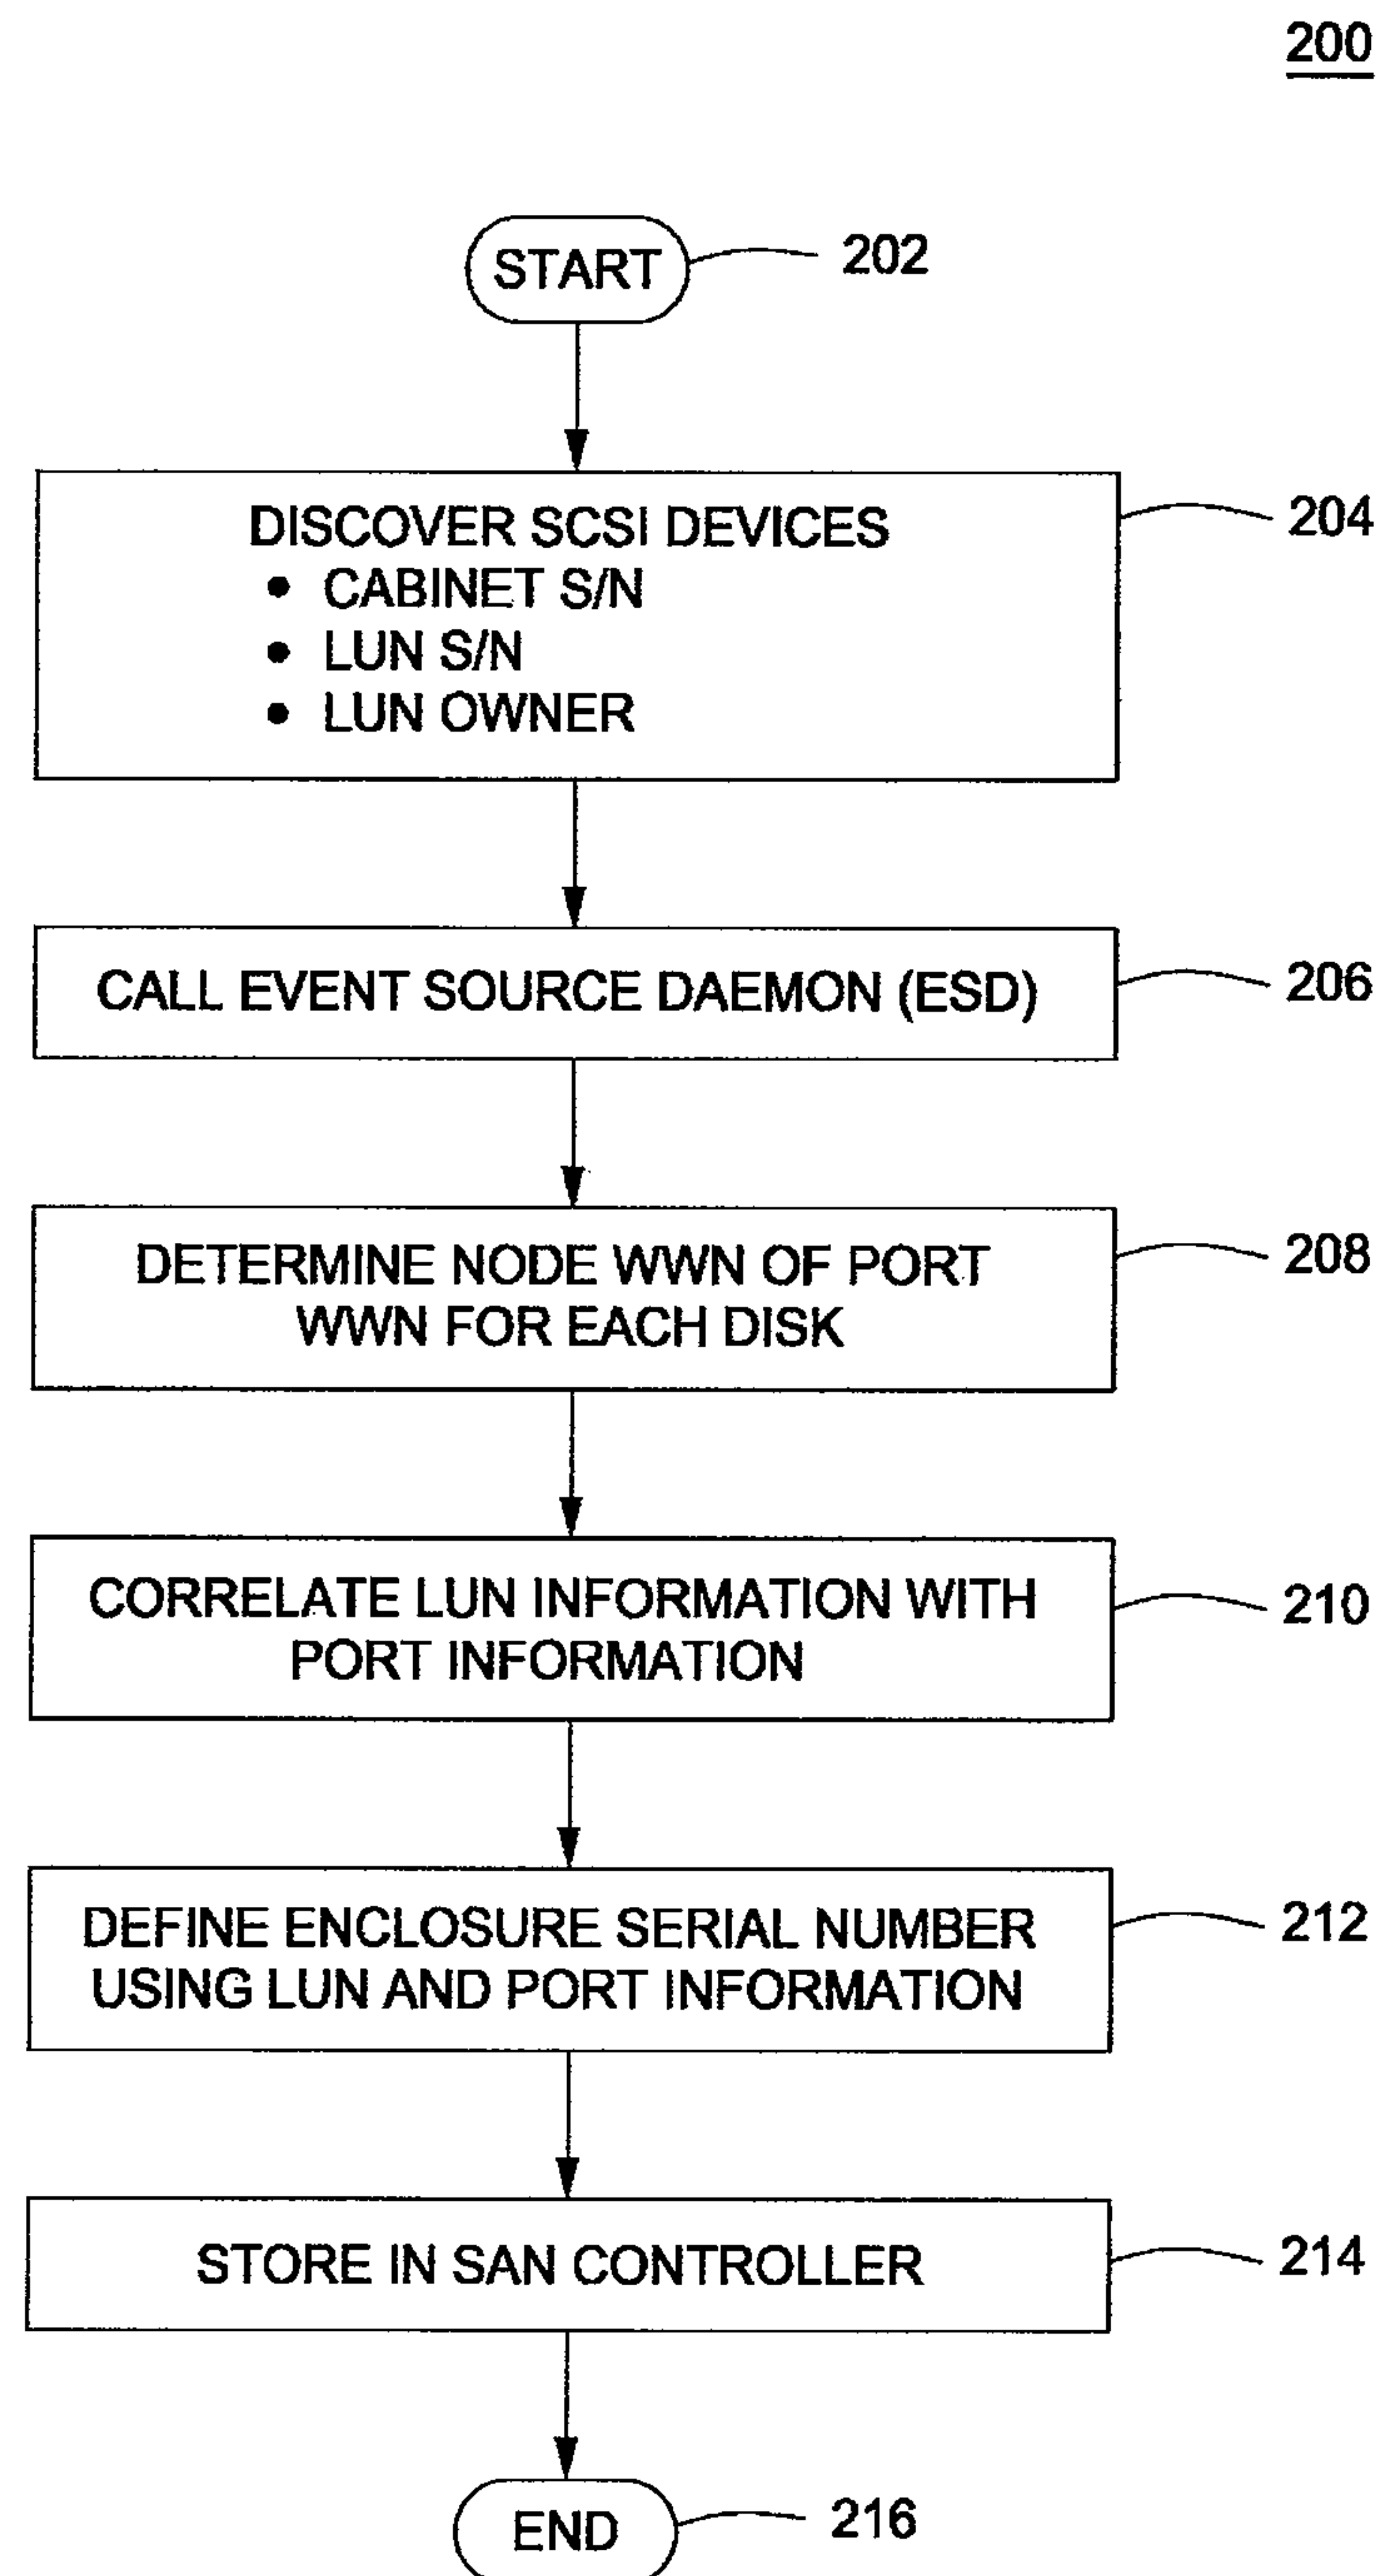 200
START
202
DISCOVER SCSI DEVICES
• CABINET S/N
• LUN S/N
• LUN OWNER
204
CALL EVENT SOURCE DAEMON (ESD)
206
DETERMINE NODE WWN OF PORT
WWN FOR EACH DISK
208
CORRELATE LUN INFORMATION WITH
PORT INFORMATION
210
DEFINE ENCLOSURE SERIAL NUMBER
USING LUN AND PORT INFORMATION
212
STORE IN SAN CONTROLLER
214
END
216